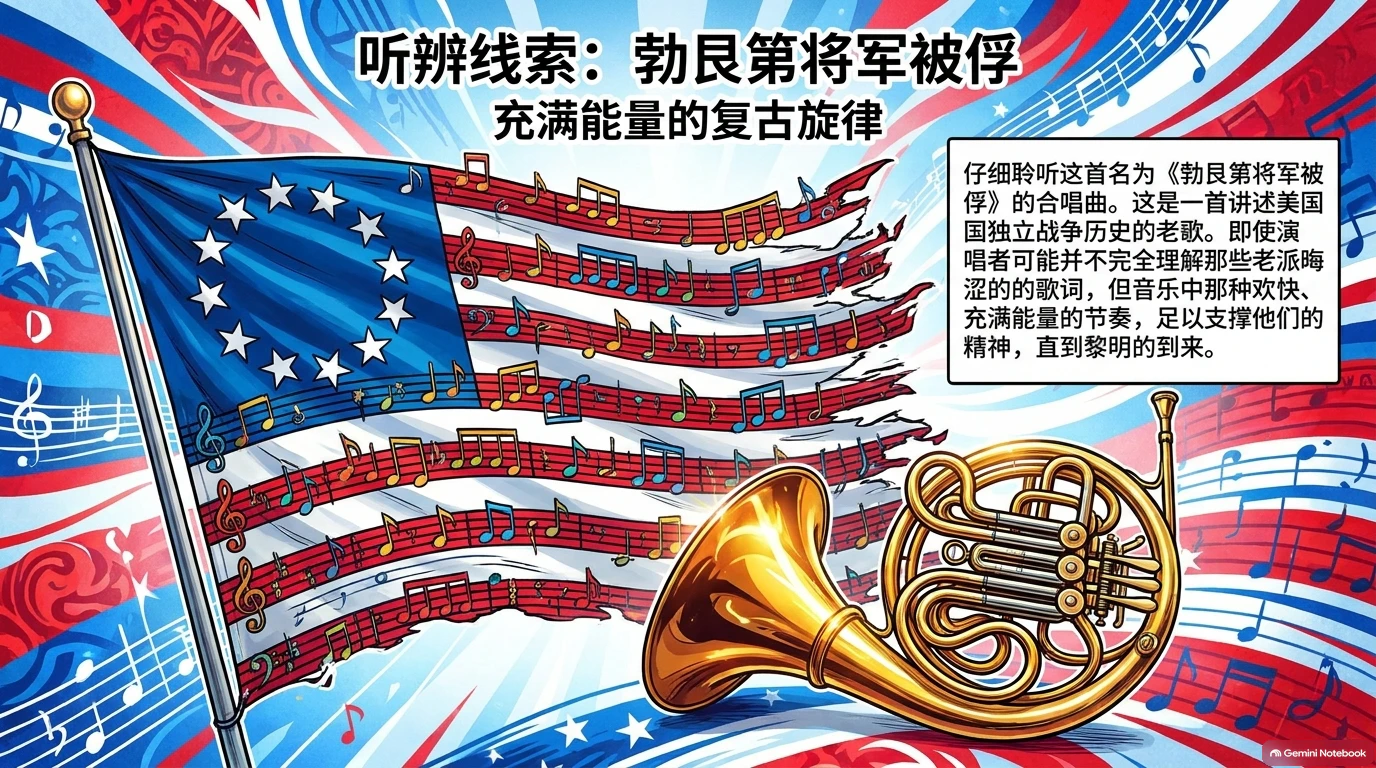 听辨线索：勃艮第将军被俘
充满能量的复古旋律
仔细聆听这首名为《勃艮第将军被
俘》的合唱曲。这是一首讲述美国
国独立战争历史的老歌。即使演
唱者可能并不完全理解那些老派晦
涩的的歌词，但音乐中那种欢快、
充满能量的节奏，足以支撑他们的
精神，直到黎明的到来。
Gemini Notebook